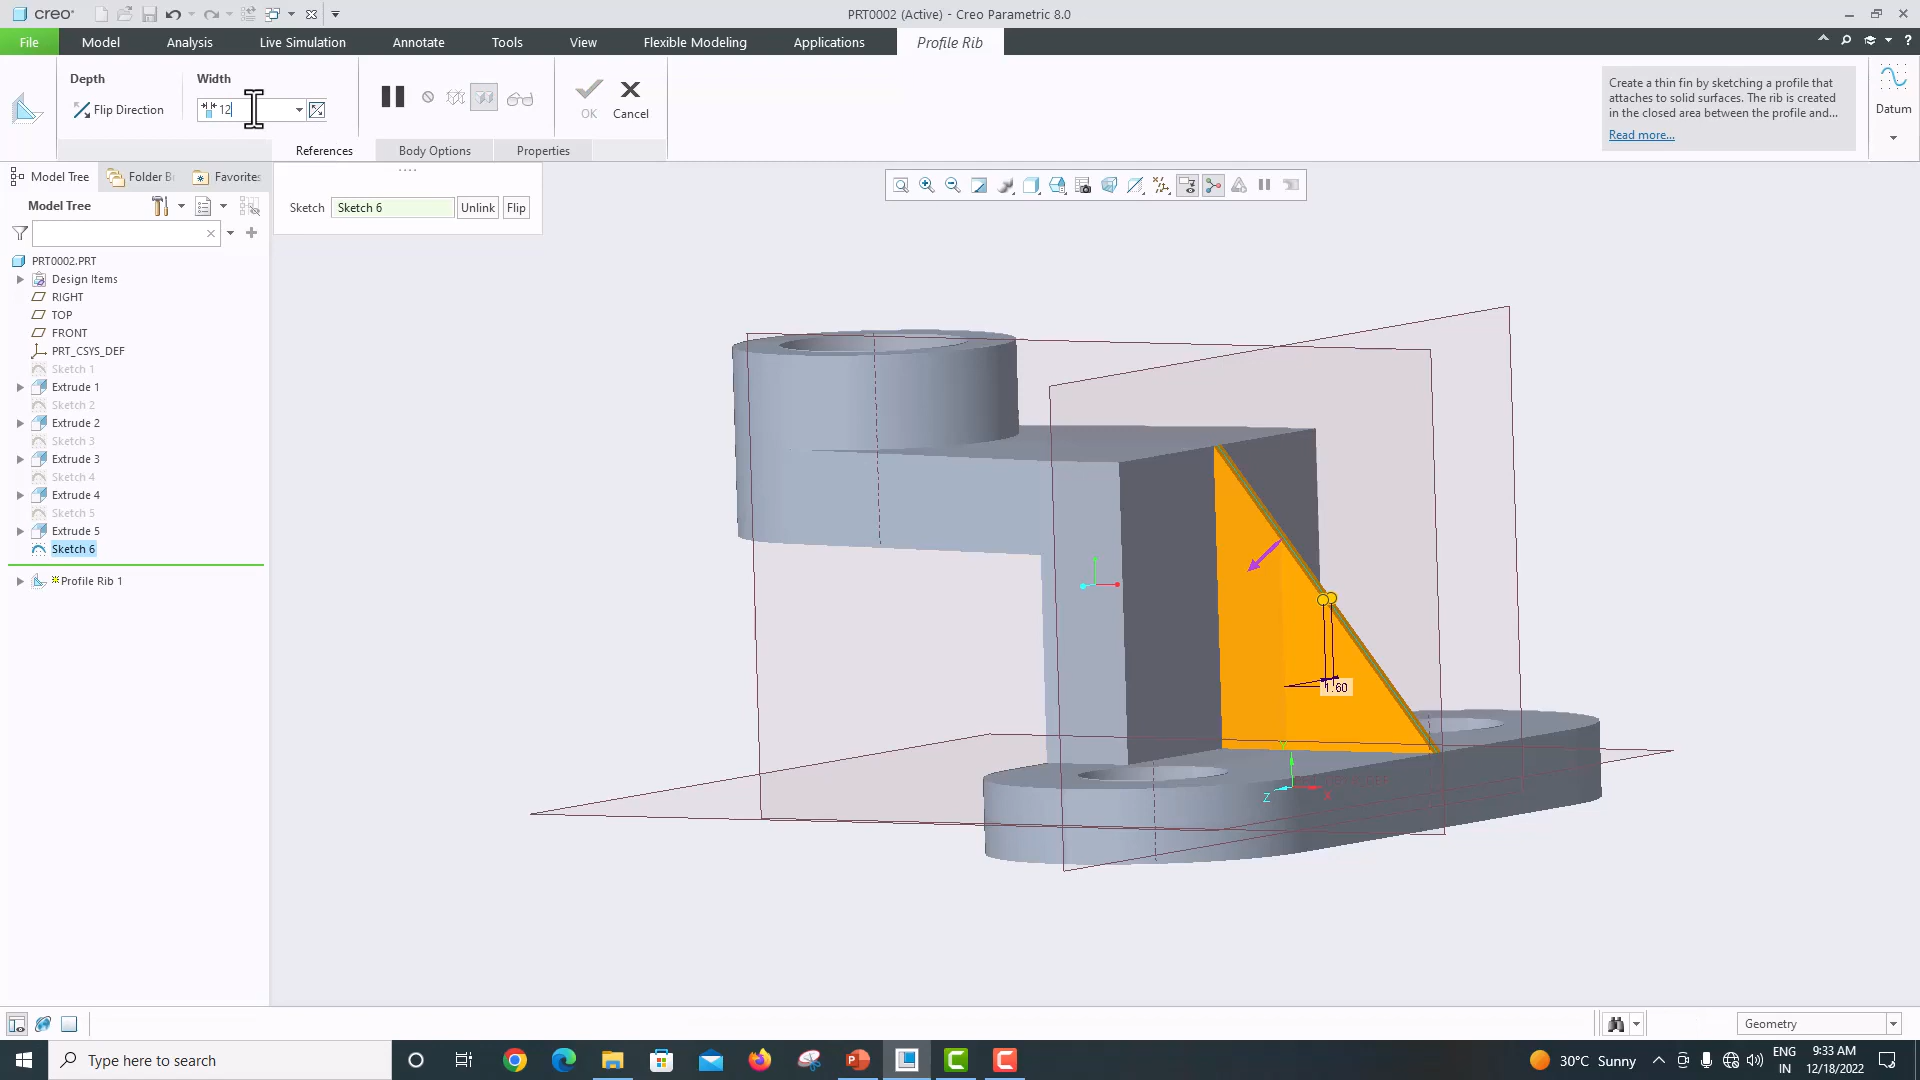 creo
PRT0002 (Active) - Creo Parametric 8.0
File
Model
Analysis
Live Simulation
Annotate
Tools
View
Flexible Modeling
Applications
Profile Rib
Depth
Flip Direction
Width
12
OK
Cancel
References
Body Options
Properties
Create a thin fin by sketching a profile that
attaches to solid surfaces. The rib is created
in the closed area between the profile and...
Read more...
Datum
Model Tree
Folder B
Favorites
Sketch
Sketch 6
Unlink
Flip
Model Tree
PRT0002.PRT
Design Items
RIGHT
TOP
FRONT
PRT_CSYS_DEF
Sketch 1
Extrude 1
Sketch 2
Extrude 2
Sketch 3
Extrude 3
Sketch 4
Extrude 4
Sketch 5
Extrude 5
Sketch 6
Profile Rib 1
1.60
Y
Z
X
Geometry
Type here to search
30°C Sunny
ENG
IN
9:33 AM
12/18/2022